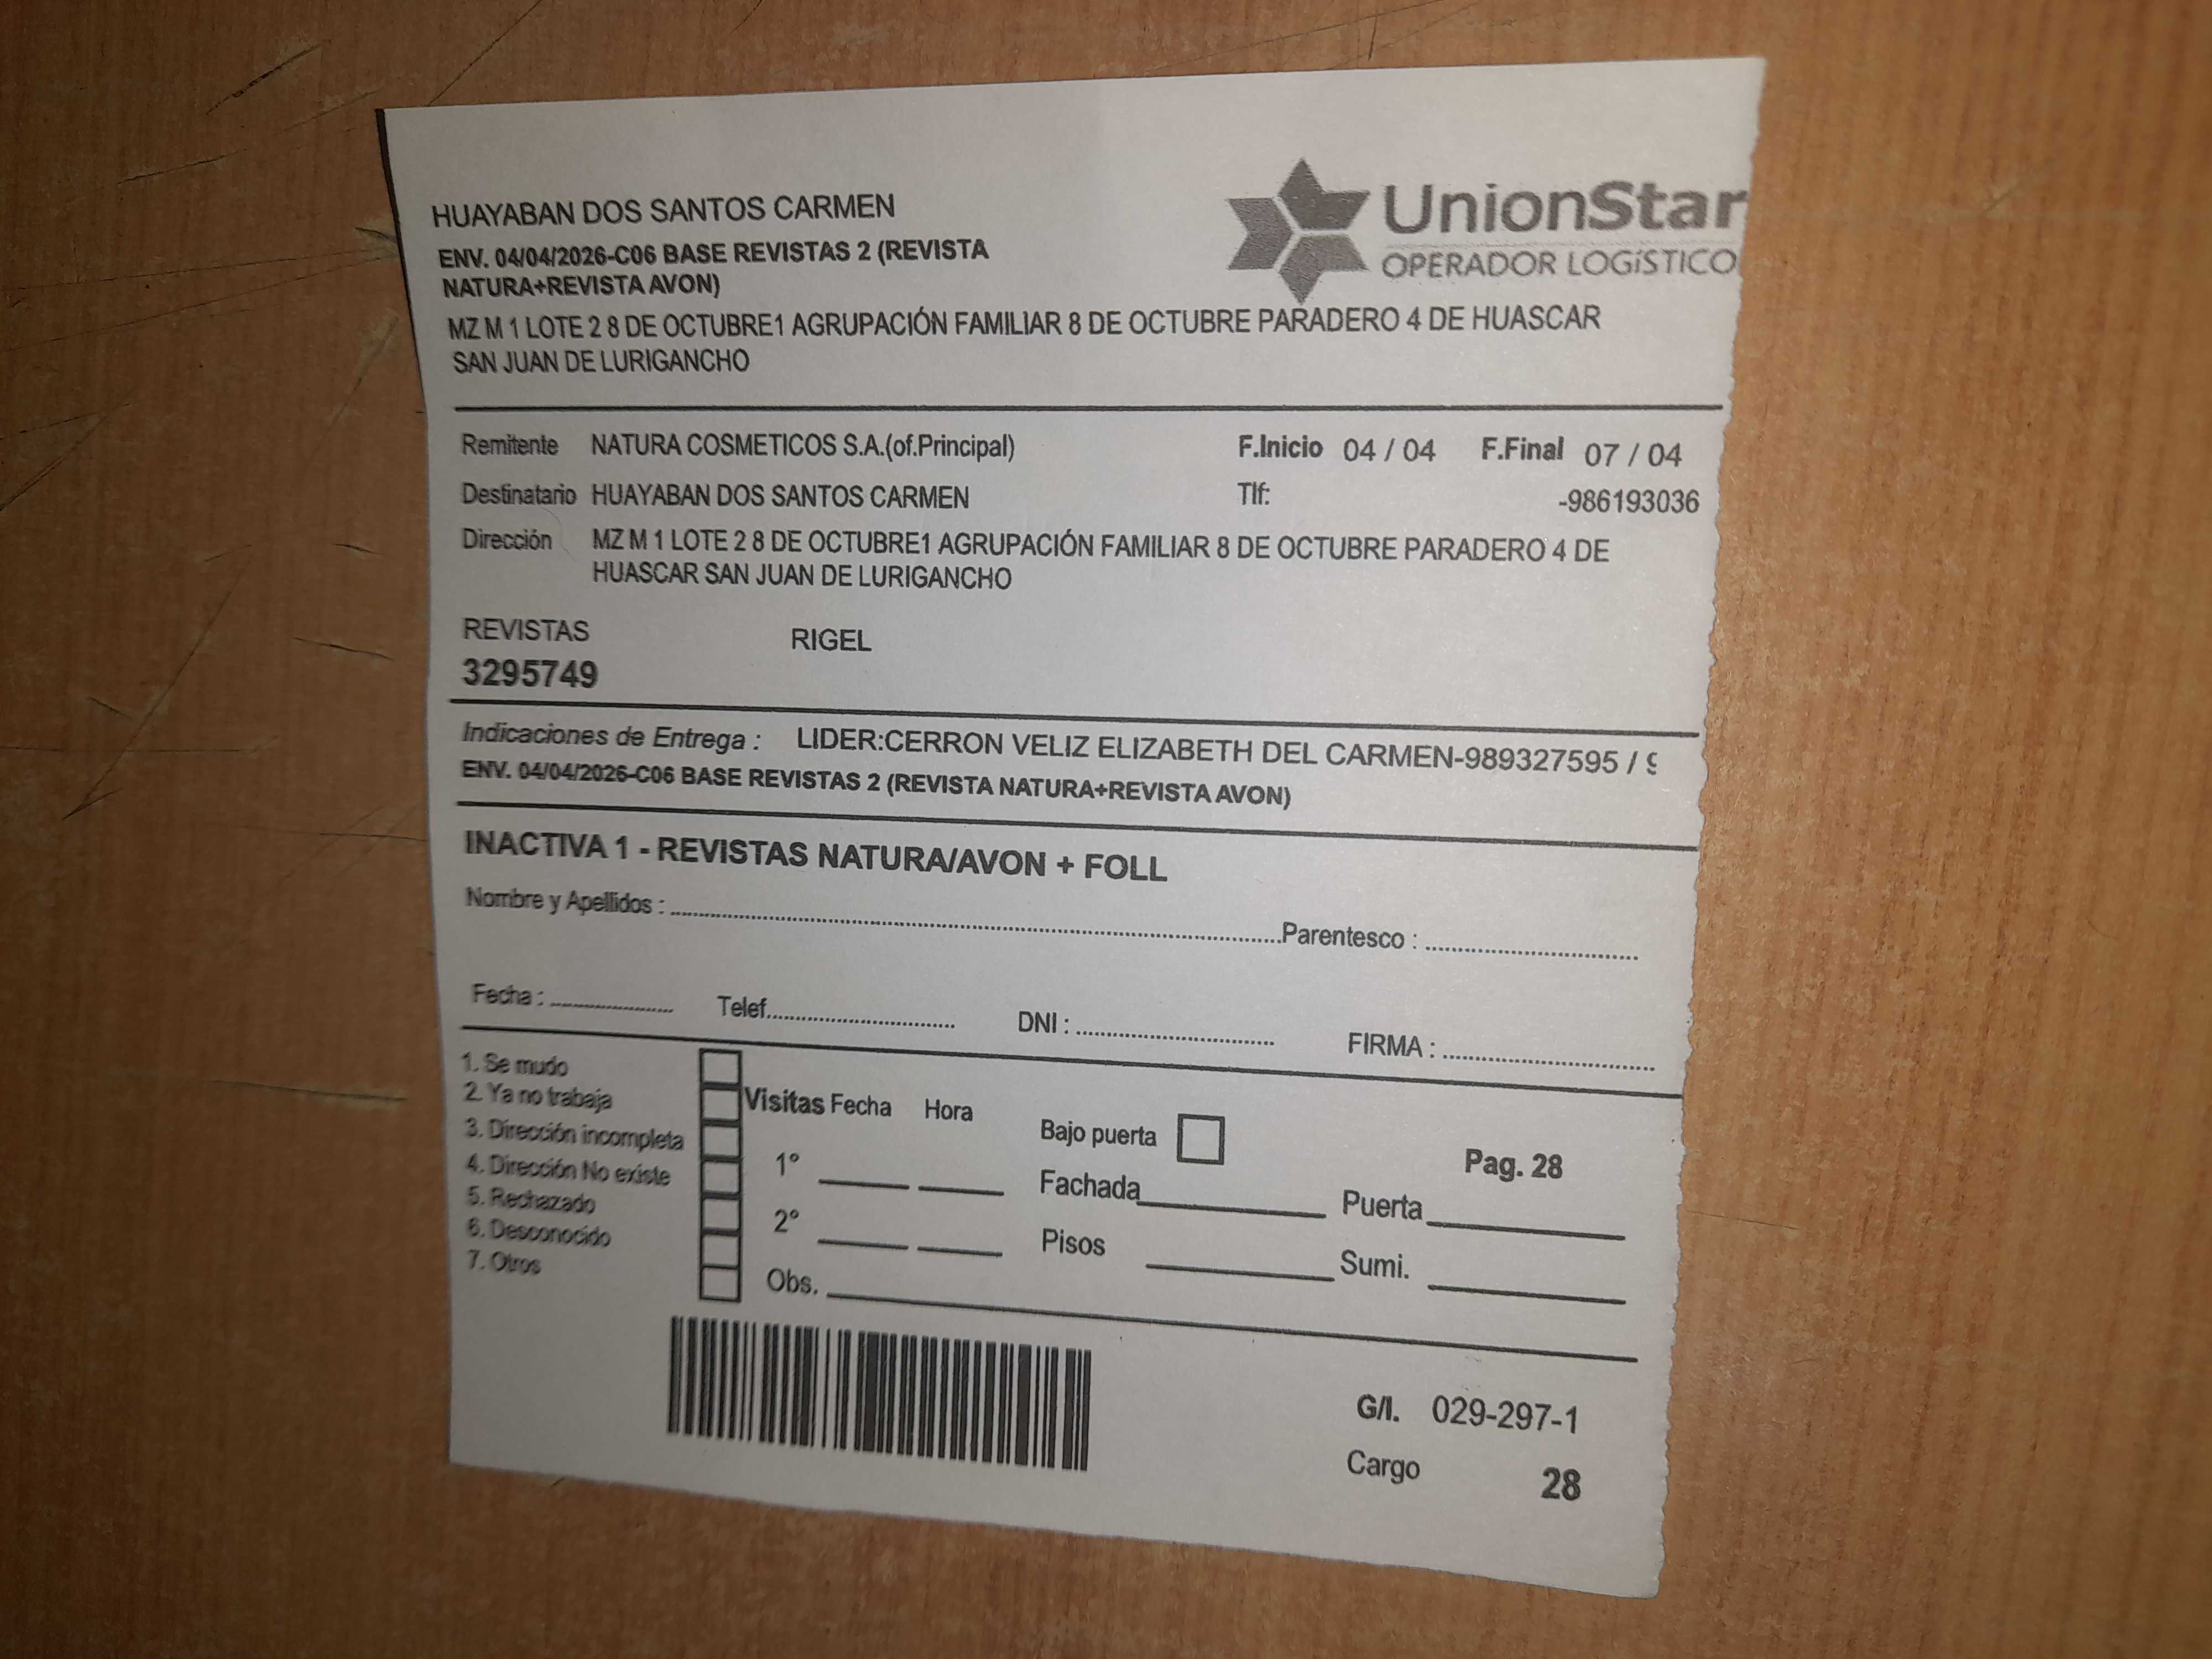 HUAYABAN DOS SANTOS CARMEN
UnionStar
OPERADOR LOGíSTICO
ENV. 04/04/2026-C06 BASE REVISTAS 2 (REVISTA
NATURA+REVISTA AVON)
MZ M 1 LOTE 2 8 DE OCTUBRE1 AGRUPACIÓN FAMILIAR 8 DE OCTUBRE PARADERO 4 DE HUASCAR
SAN JUAN DE LURIGANCHO
Remitente NATURA COSMETICOS S.A.(of.Principal) F.Inicio 04 / 04 F.Final 07 / 04
Destinatario HUAYABAN DOS SANTOS CARMEN Tlf: -986193036
Dirección MZ M 1 LOTE 2 8 DE OCTUBRE1 AGRUPACIÓN FAMILIAR 8 DE OCTUBRE PARADERO 4 DE
HUASCAR SAN JUAN DE LURIGANCHO
REVISTAS RIGEL
3295749
Indicaciones de Entrega : LIDER:CERRON VELIZ ELIZABETH DEL CARMEN-989327595 /
ENV. 04/04/2026-C06 BASE REVISTAS 2 (REVISTA NATURA+REVISTA AVON)
INACTIVA 1 - REVISTAS NATURA/AVON + FOLL
Nombre y Apellidos : Parentesco :
Fecha : Telef. DNI : FIRMA :
1. Se mudo
2. Ya no trabaja
3. Dirección incompleta
4. Dirección No existe
5. Rechazado
6. Desconocido
7. Otros
Visitas Fecha Hora
1°
2°
Obs.
Bajo puerta
Pag. 28
Fachada Puerta
Pisos Sumi.
G/I. 029-297-1
Cargo 28